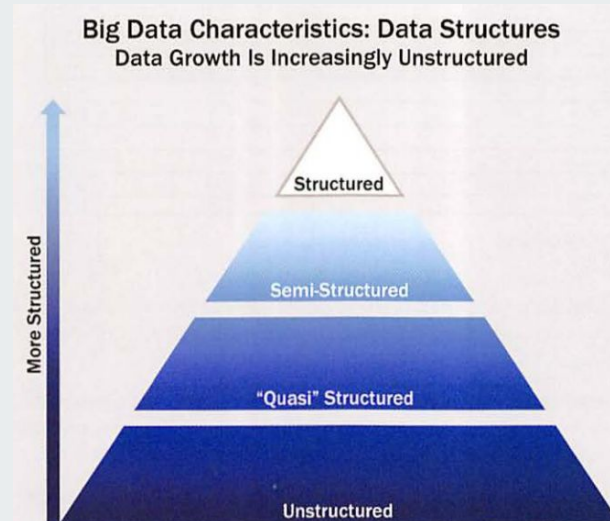 Big Data Characteristics: Data Structures
Data Growth Is Increasingly Unstructured
More Structured
Structured
Semi-Structured
"Quasi" Structured
Unstructured